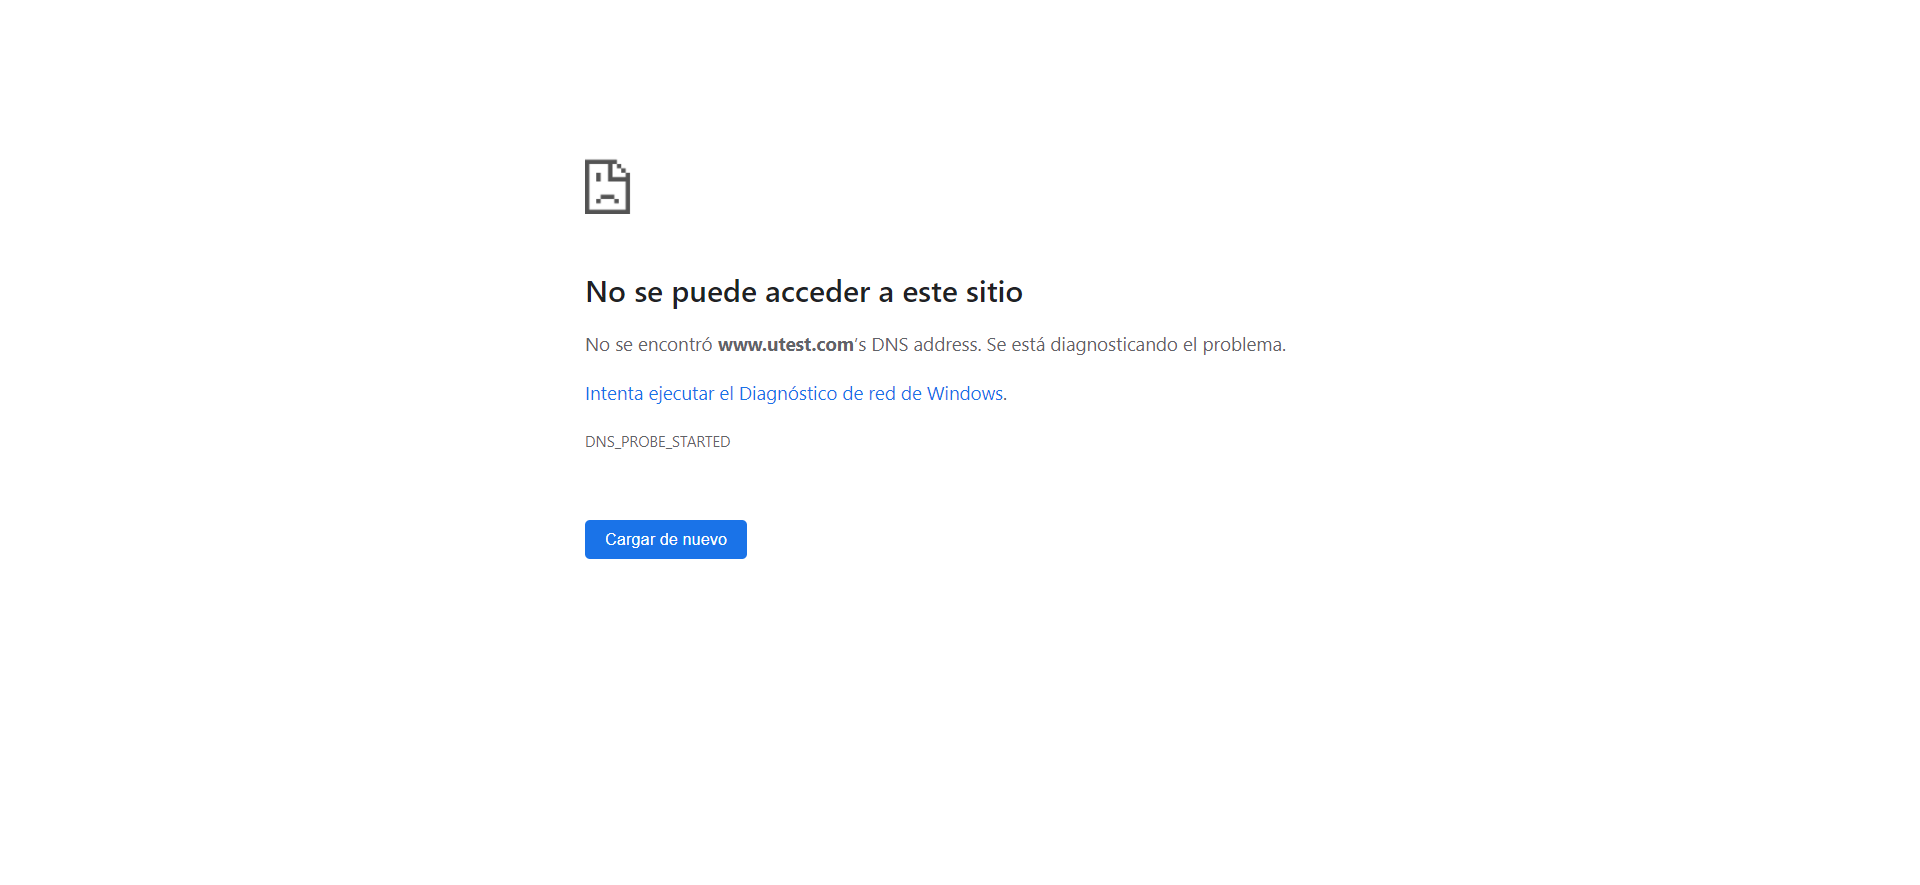 No se puede acceder a este sitio
No se encontró www.utest.com's DNS address. Se está diagnosticando el problema.
Intenta ejecutar el Diagnóstico de red de Windows.
DNS_PROBE_STARTED
Cargar de nuevo